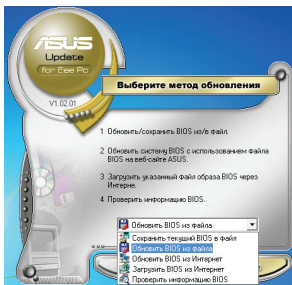 ASUS
Update
for Eee Pc
V1.02.01
Выберите метод обновления
1 Обновить/сохранить BIOS из/в файл
2 Обновить систему BIOS с использованием файла
BIOS на веб-сайте ASUS.
3 Загрузить указанный файл образа BIOS через
Интерне.
4 Проверить информацию BIOS.
Обновить BIOS из файла
Сохранить текущий BIOS в файл
Обновить BIOS из файла
Обновить BIOS из Интернет
Загрузить BIOS из Интернет
Проверить информацию BIOS